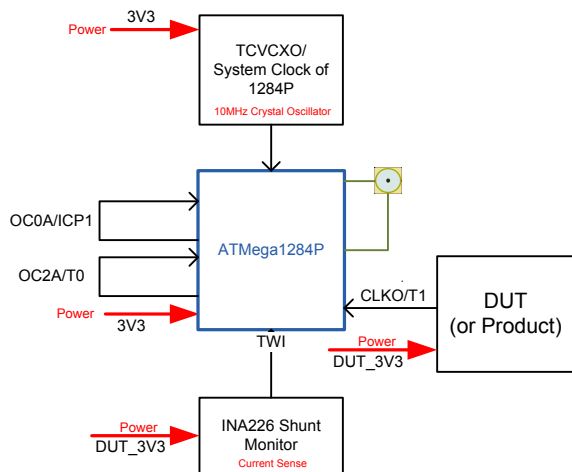 3V3
Power
TCVCXO/
System Clock of
1284P
10MHz Crystal Oscillator
OC0A/ICP1
ATMega1284P
OC2A/T0
Power
3V3
CLKO/T1
DUT
(or Product)
TWI
Power
DUT_3V3
INA226 Shunt
Monitor
Current Sense
Power
DUT_3V3